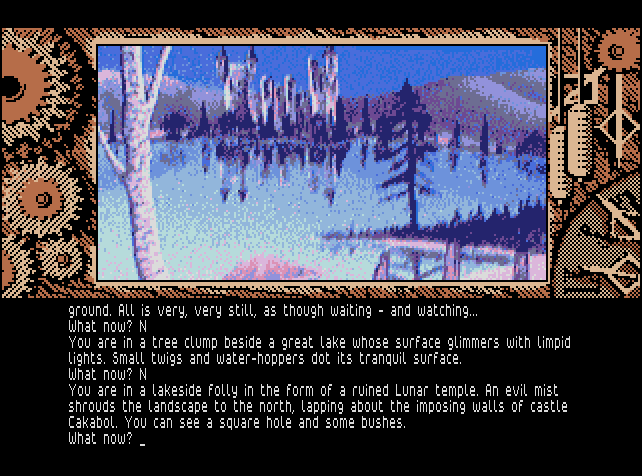 ground. All is very, very still, as though waiting - and watching...
What now? N
You are in a tree clump beside a great lake whose surface glimmers with limpid
lights. Small twigs and water-hoppers dot its tranquil surface.
What now? N
You are in a lakeside folly in the form of a ruined Lunar temple. An evil mist
shrouds the landscape to the north, lapping about the imposing walls of castle
Cakabol. You can see a square hole and some bushes.
What now? _